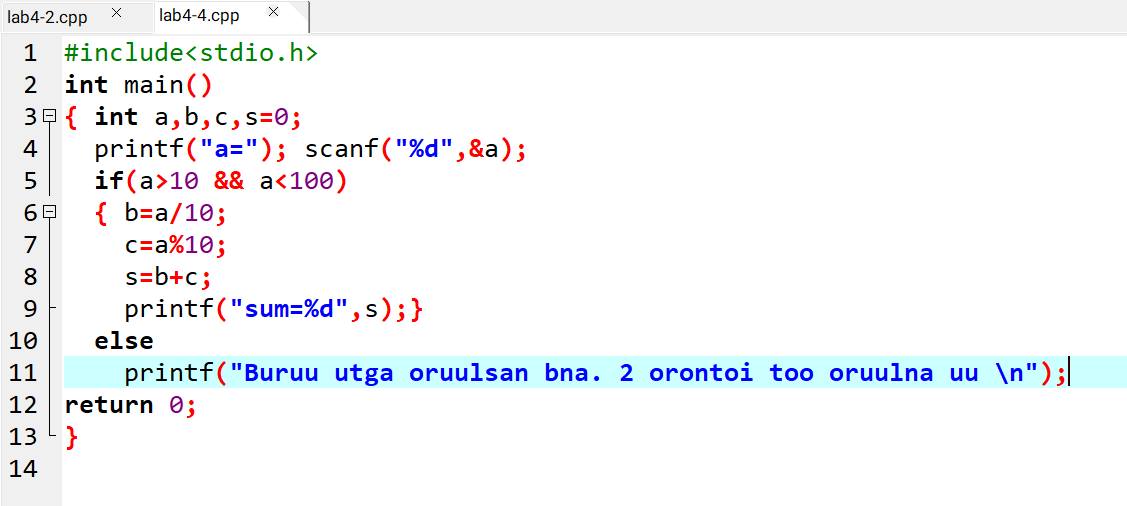 lab4-2.cpp × lab4-4.cpp ×
1 #include<stdio.h>
2 int main()
3 { int a,b,c,s=0;
4 printf("a="); scanf("%d",&a);
5 if(a>10 && a<100)
6 { b=a/10;
7 c=a%10;
8 s=b+c;
9 printf("sum=%d",s);}
10 else
11 printf("Buruu utga oruulsan bna. 2 orontoi too oruulna uu \n");
12 return 0;
13 }
14